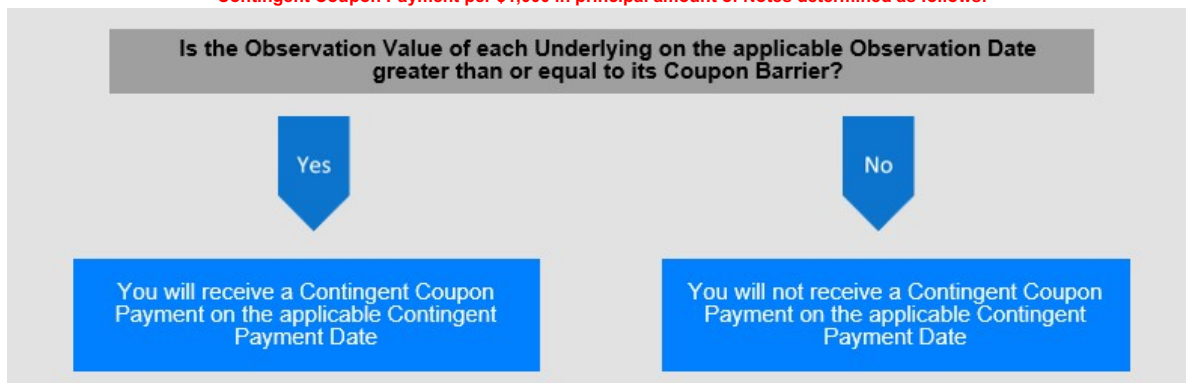 Contingent Coupon Payment per $1,000 in principal amount of Notes determined as follows:
Is the Observation Value of each Underlying on the applicable Observation Date
greater than or equal to its Coupon Barrier?
Yes
No
You will receive a Contingent Coupon
Payment on the applicable Contingent
Payment Date
You will not receive a Contingent Coupon
Payment on the applicable Contingent
Payment Date